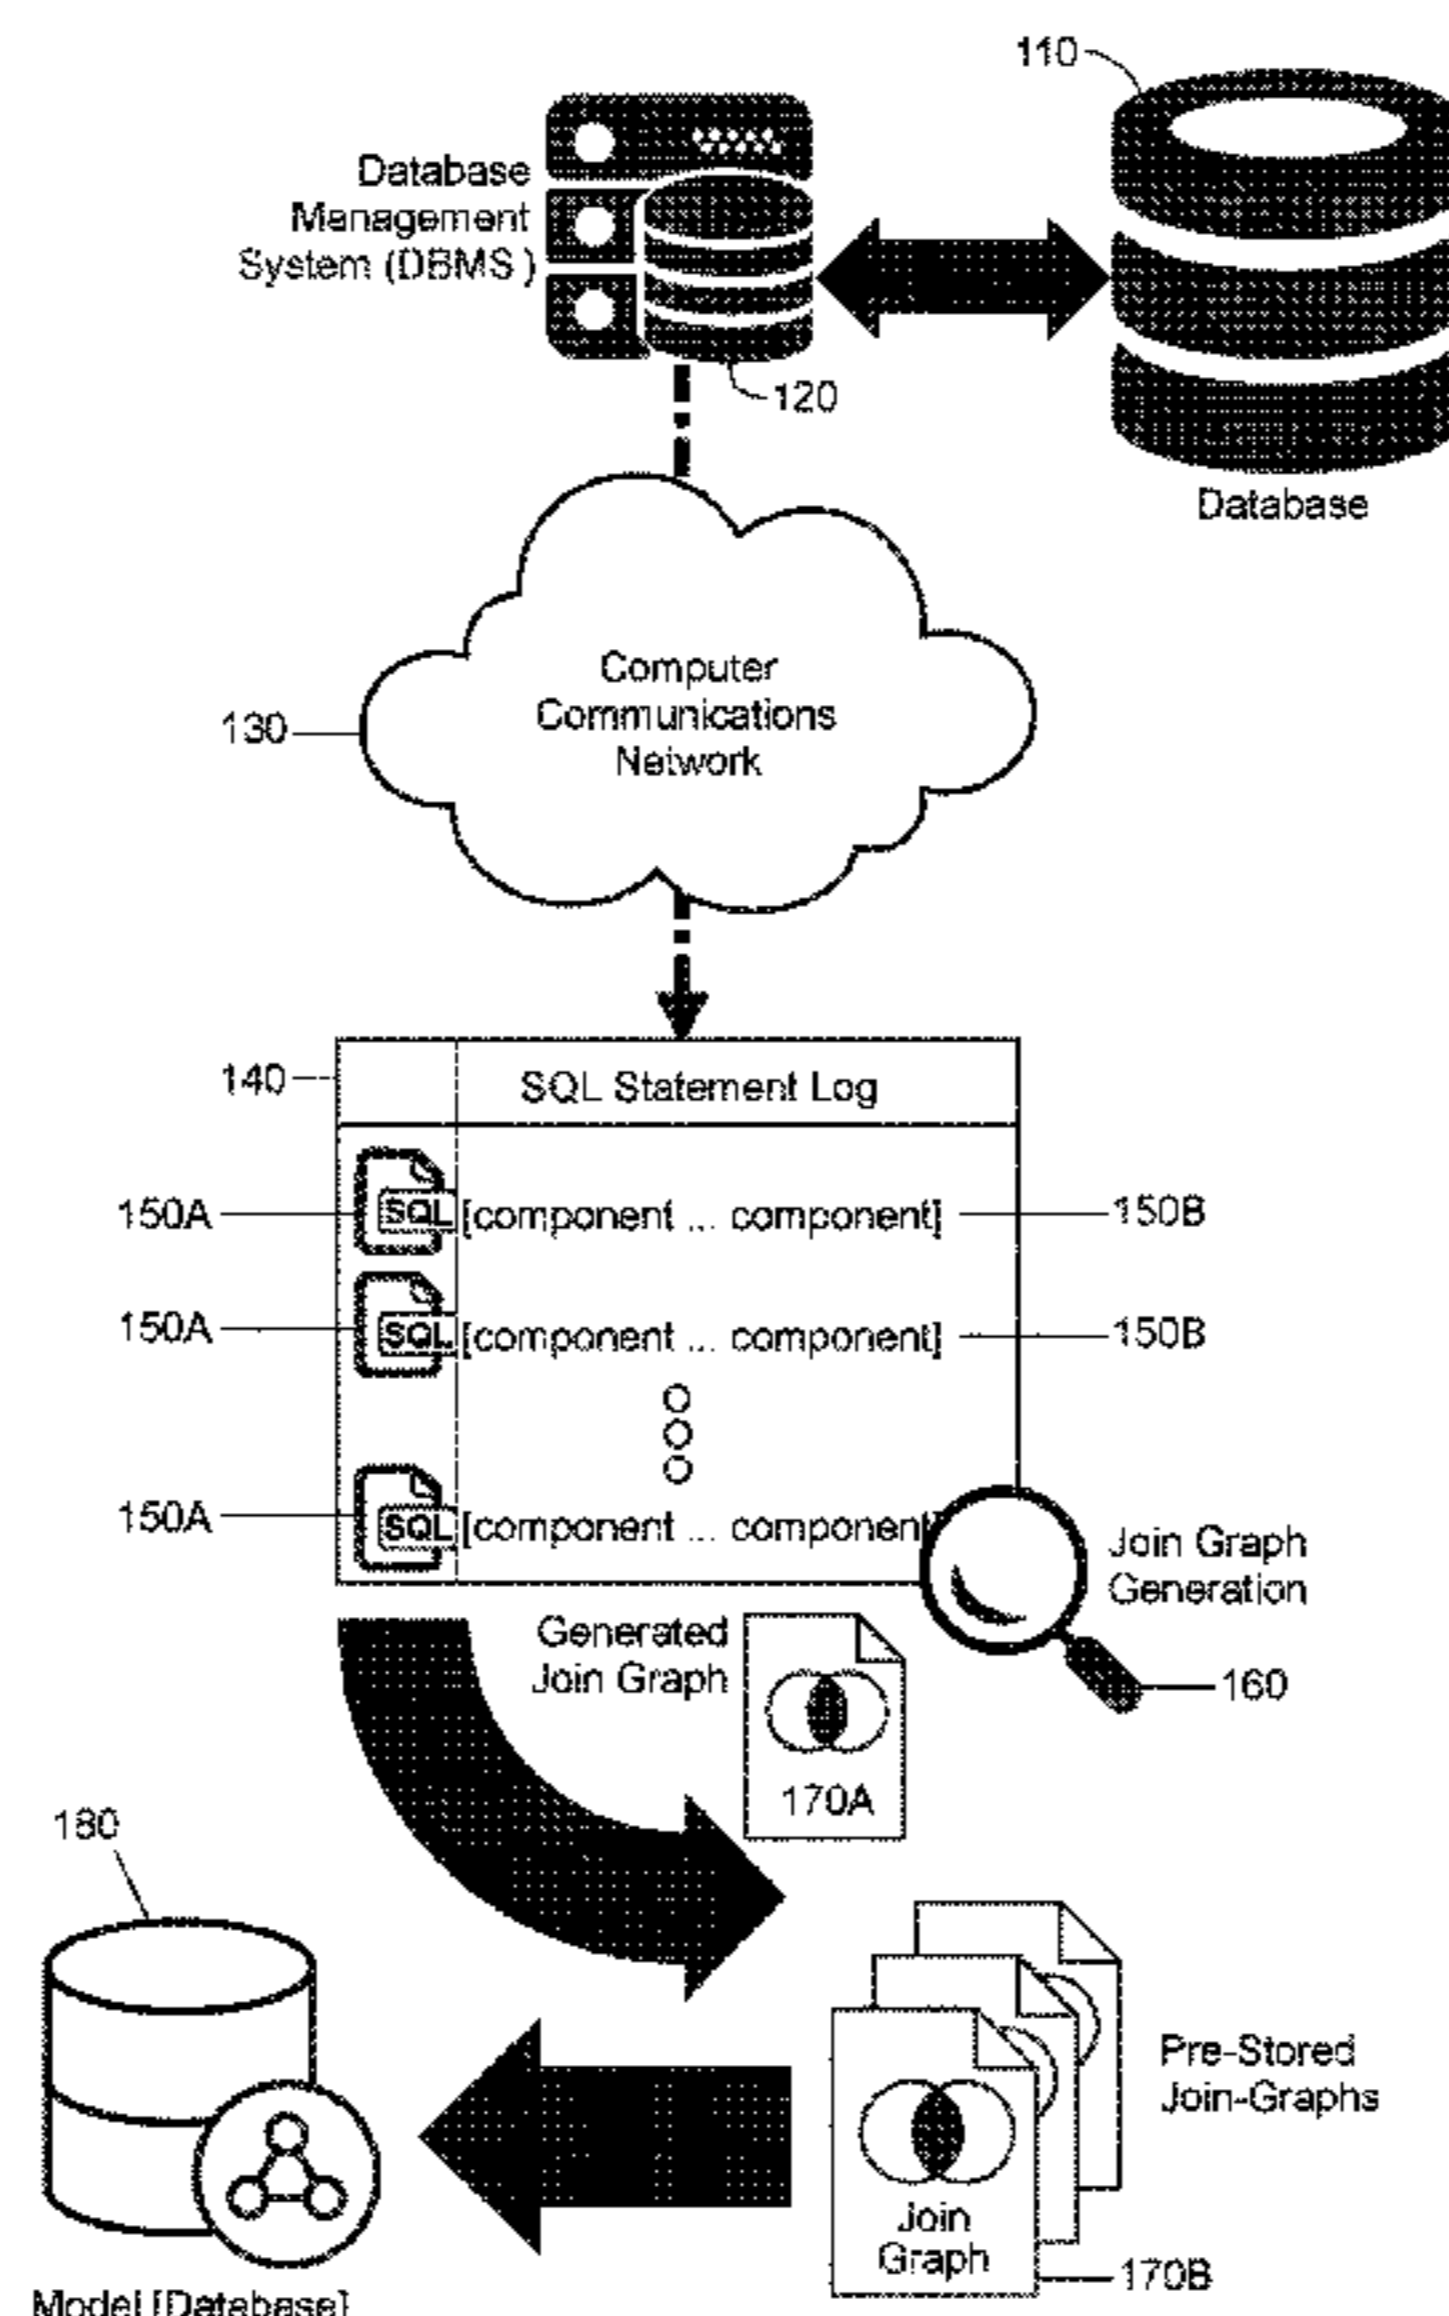 110
Database
Management
System (DBMS )
120
Database
Computer
Communications
Network
130
140
SQL Statement Log
150A
SQL [component ... component]
150B
150A
SQL [component ... component]
150B
150A
SQL [component ... component]
Join Graph
Generation
160
Generated
Join Graph
170A
180
Pre-Stored
Join-Graphs
Join
Graph
170B
Model [Database]